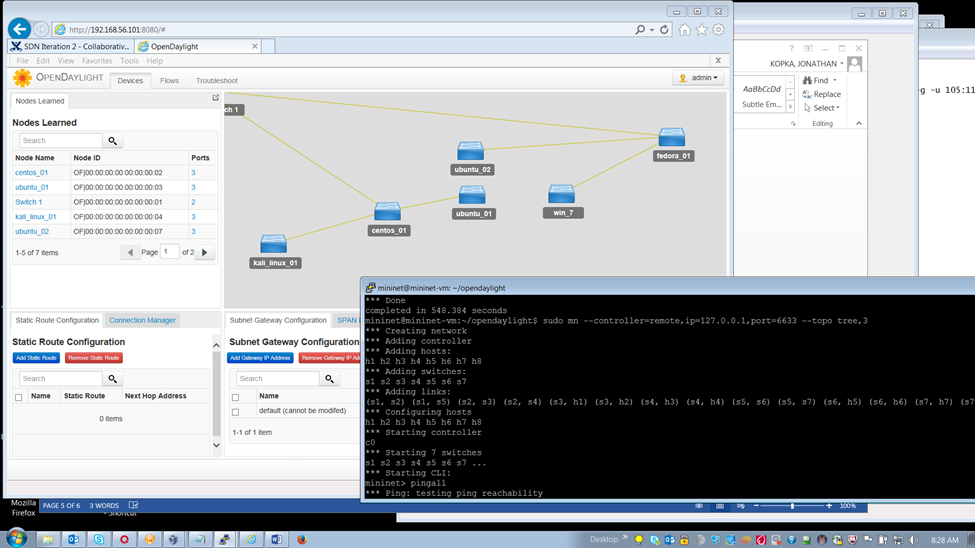 http://192.168.56.101:8080/#
SDN Iteration 2 - Collaborativ...
OpenDaylight
File Edit View Favorites Tools Help
OPENDAYLIGHT
Devices
Flows
Troubleshoot
admin
Nodes Learned
Nodes Learned
Search
Node Name Node ID Ports
centos_01 OF|00:00:00:00:00:00:00:02 3
ubuntu_01 OF|00:00:00:00:00:00:00:03 3
Switch 1 OF|00:00:00:00:00:00:00:01 2
kali_linux_01 OF|00:00:00:00:00:00:00:04 3
ubuntu_02 OF|00:00:00:00:00:00:00:07 3
1-5 of 7 items
Page 1 of 2
ch 1
ubuntu_02
fedora_01
ubuntu_01
win_7
centos_01
kali_linux_01
Static Route Configuration
Connection Manager
Static Route Configuration
Add Static Route
Remove Static Route
Search
Name Static Route Next Hop Address
0 items
Subnet Gateway Configuration
SPAN
Subnet Gateway Configuration
Add Gateway IP Address
Remove Gateway IP Addres
Search
Name
default (cannot be modifed)
1-1 of 1 item
KOPKA, JONATHAN
AaBbCcDd
Subtle Em...
Find
Replace
Select
Editing
g -u 105:11
mininet@mininet-vm: ~/opendaylight
*** Done
completed in 548.384 seconds
mininet@mininet-vm:~/opendaylight$ sudo mn --controller=remote,ip=127.0.0.1,port=6633 --topo tree,3
*** Creating network
*** Adding controller
*** Adding hosts:
h1 h2 h3 h4 h5 h6 h7 h8
*** Adding switches:
s1 s2 s3 s4 s5 s6 s7
*** Adding links:
(s1, s2) (s1, s5) (s2, s3) (s2, s4) (s3, h1) (s3, h2) (s4, h3) (s4, h4) (s5, s6) (s5, s7) (s6, h5) (s6, h6) (s7, h7) (s7
*** Configuring hosts
h1 h2 h3 h4 h5 h6 h7 h8
*** Starting controller
c0
*** Starting 7 switches
s1 s2 s3 s4 s5 s6 s7 ...
*** Starting CLI:
mininet> pingall
*** Ping: testing ping reachability
Mozilla
Firefox
- Shortcut
PAGE 5 OF 6
3 WORDS
100%
Desktop
8:28 AM